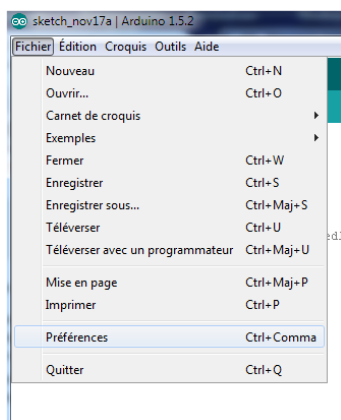 sketch_nov17a | Arduino 1.5.2
Fichier Édition Croquis Outils Aide
Nouveau Ctrl+N
Ouvrir... Ctrl+O
Carnet de croquis
Exemples
Fermer Ctrl+W
Enregistrer Ctrl+S
Enregistrer sous... Ctrl+Maj+S
Téléverser Ctrl+U
Téléverser avec un programmateur Ctrl+Maj+U
Mise en page Ctrl+Maj+P
Imprimer Ctrl+P
Préférences Ctrl+Comma
Quitter Ctrl+Q